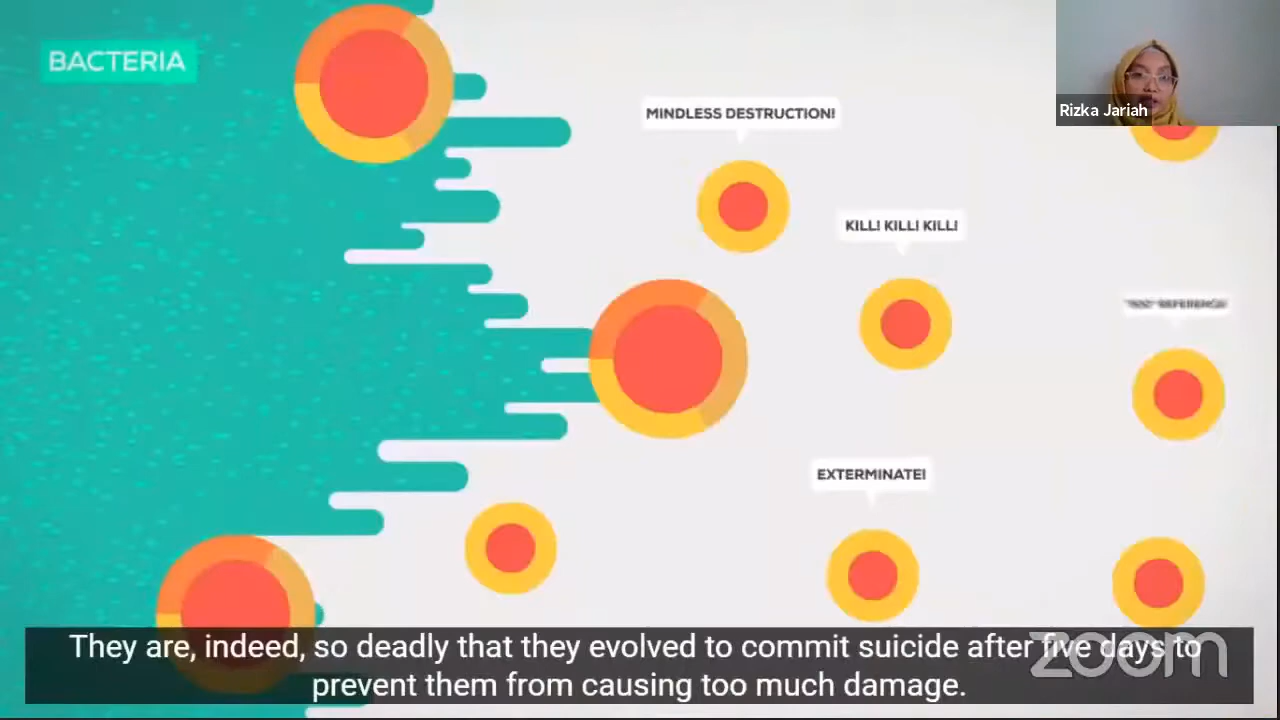 BACTERIA
Rizka Jariah
MINDLESS DESTRUCTION!
KILL! KILL! KILL!
REFERENCE
EXTERMINATE!
They are, indeed, so deadly that they evolved to commit suicide after five days to
prevent them from causing too much damage.
zoom